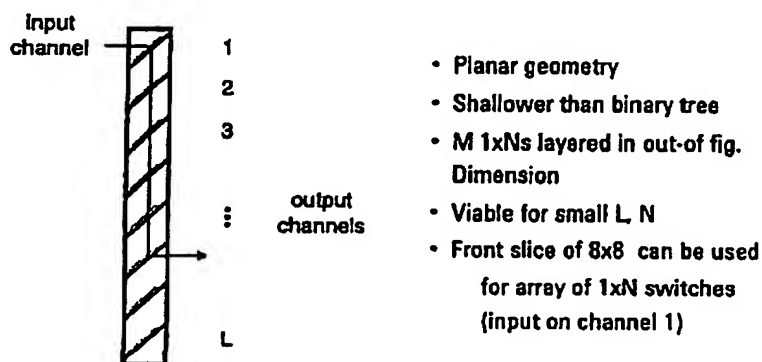 input
channel
1
2
3
⋮
L
output
channels
• Planar geometry
• Shallower than binary tree
• M 1xNs layered in out-of fig.
Dimension
• Viable for small L, N
• Front slice of 8x8 can be used
for array of 1xN switches
(input on channel 1)